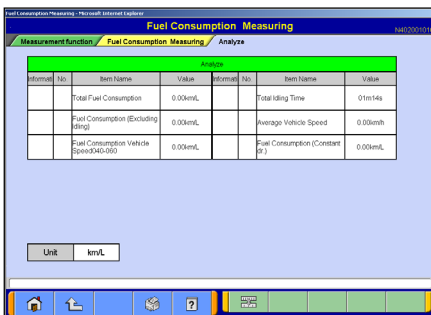 Fuel Consumption Measuring - Microsoft Internet Explorer
Fuel Consumption Measuring
Measurement function Fuel Consumption Measuring Analyze
Analyze
Informati No. Item Name Value Informati No. Item Name Value
Total Fuel Consumption 0.00km/L Total Idling Time 01m14s
Fuel Consumption (Excluding Idling) 0.00km/L Average Vehicle Speed 0.00km/h
Fuel Consumption Vehicle Speed040-060 0.00km/L Fuel Consumption (Constant dr.) 0.00km/L
Unit km/L
?